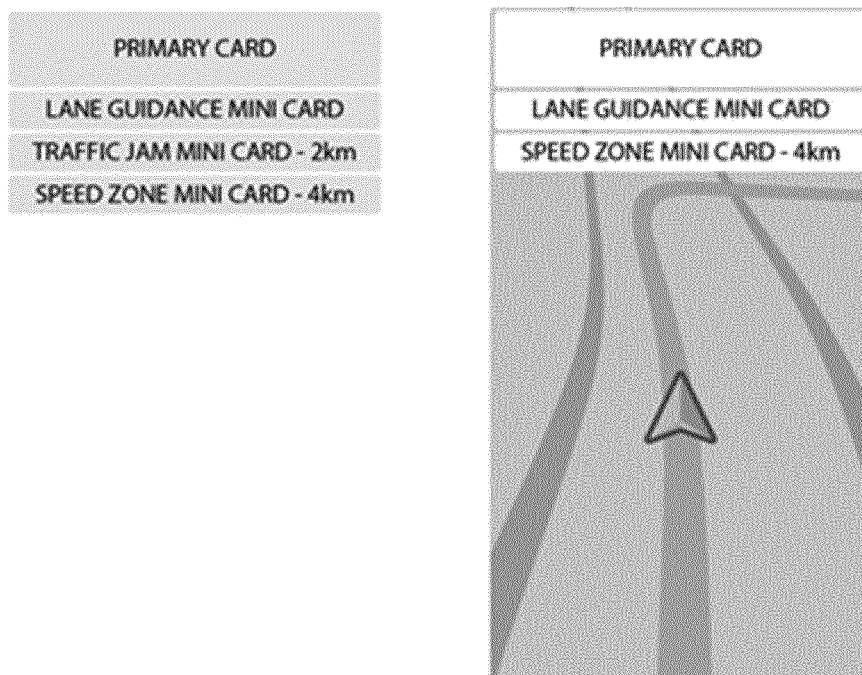 PRIMARY CARD
LANE GUIDANCE MINI CARD
TRAFFIC JAM MINI CARD - 2km
SPEED ZONE MINI CARD - 4km
PRIMARY CARD
LANE GUIDANCE MINI CARD
SPEED ZONE MINI CARD - 4km